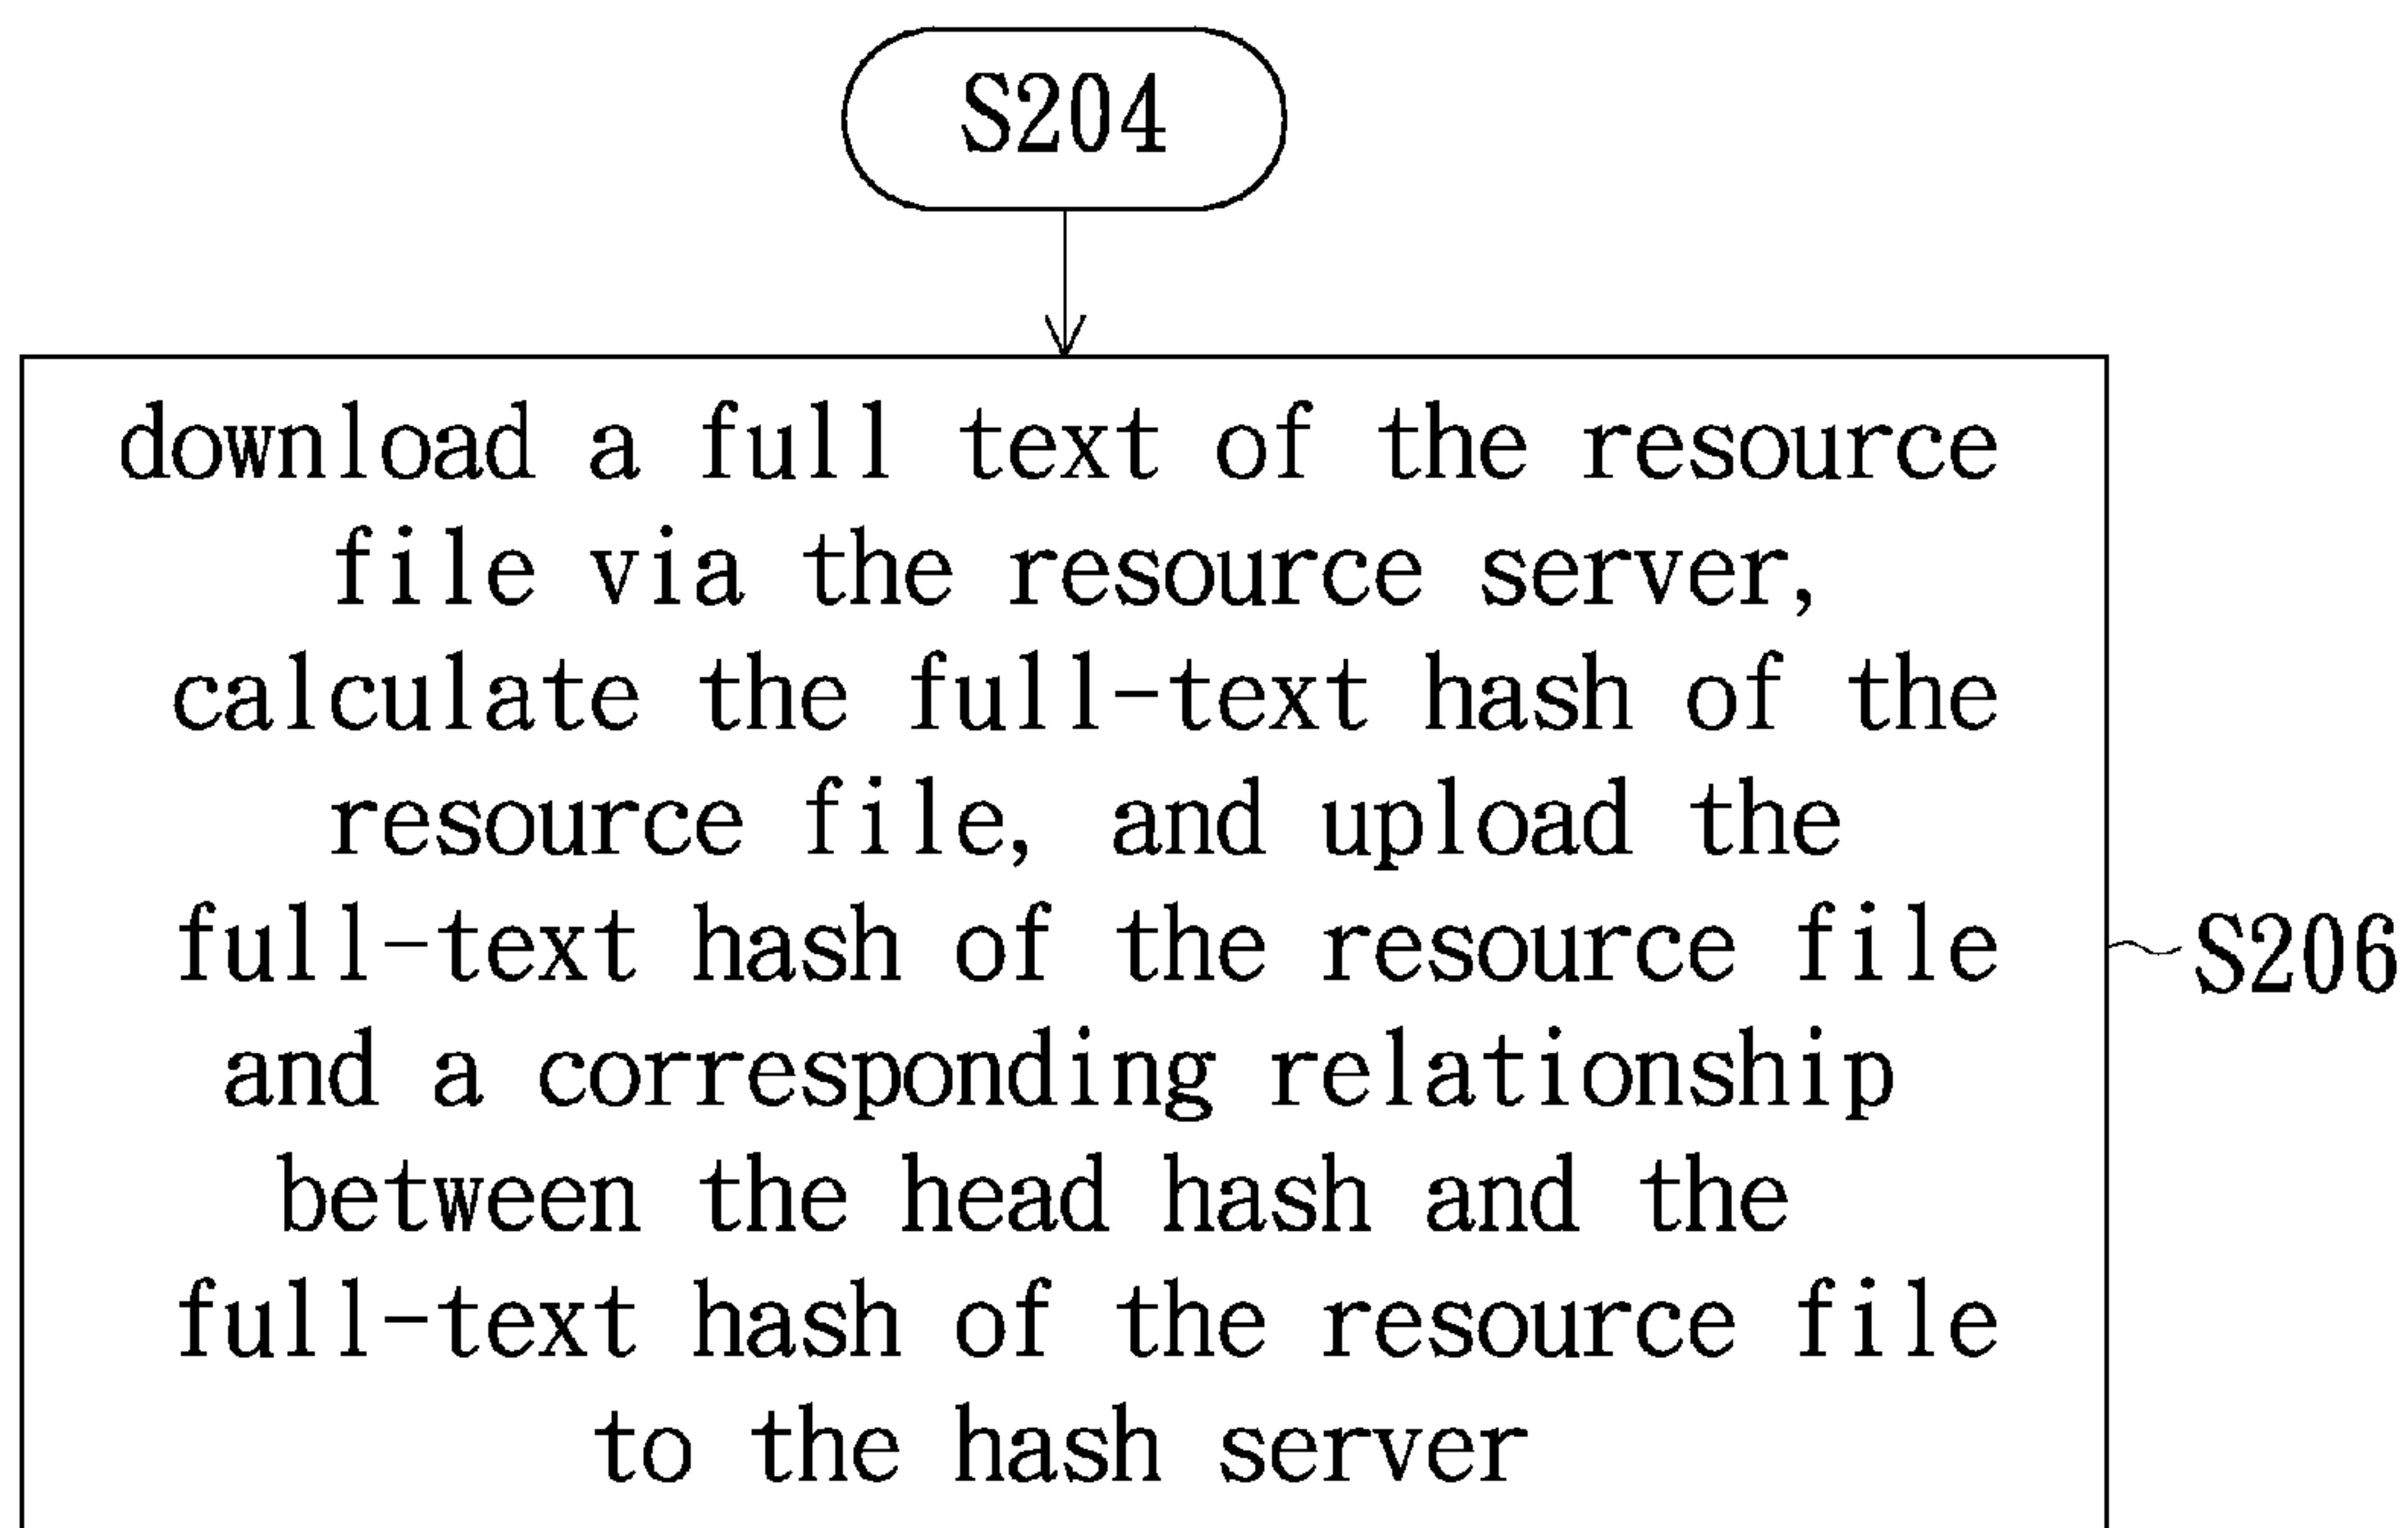 S204
download a full text of the resource
file via the resource server,
calculate the full-text hash of the
resource file, and upload the
full-text hash of the resource file
and a corresponding relationship
between the head hash and the
full-text hash of the resource file
to the hash server
S206